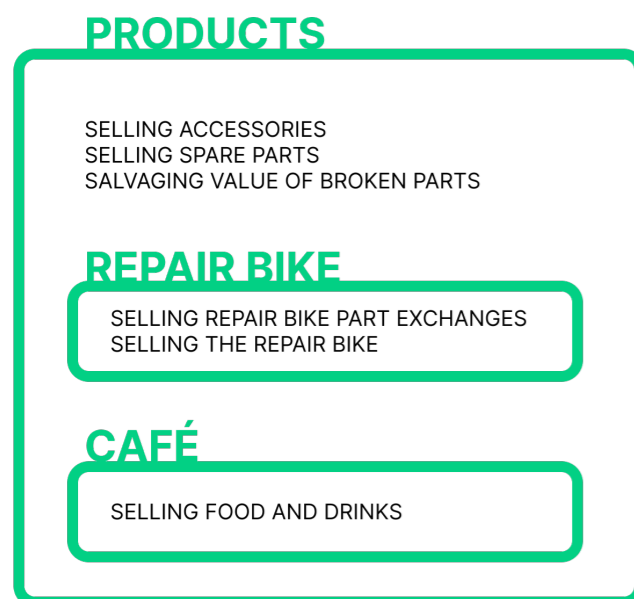 PRODUCTS
SELLING ACCESSORIES
SELLING SPARE PARTS
SALVAGING VALUE OF BROKEN PARTS
REPAIR BIKE
SELLING REPAIR BIKE PART EXCHANGES
SELLING THE REPAIR BIKE
CAFÉ
SELLING FOOD AND DRINKS